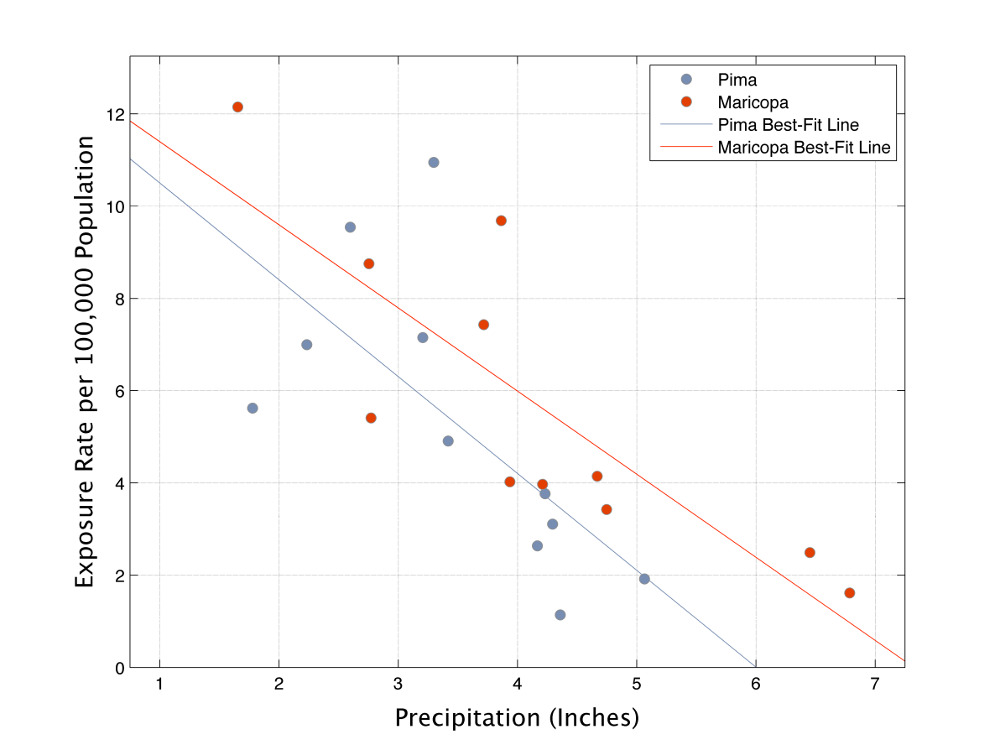 Pima
Maricopa
Pima Best-Fit Line
Maricopa Best-Fit Line
Exposure Rate per 100,000 Population
12
10
8
6
4
2
0
1 2 3 4 5 6 7
Precipitation (Inches)